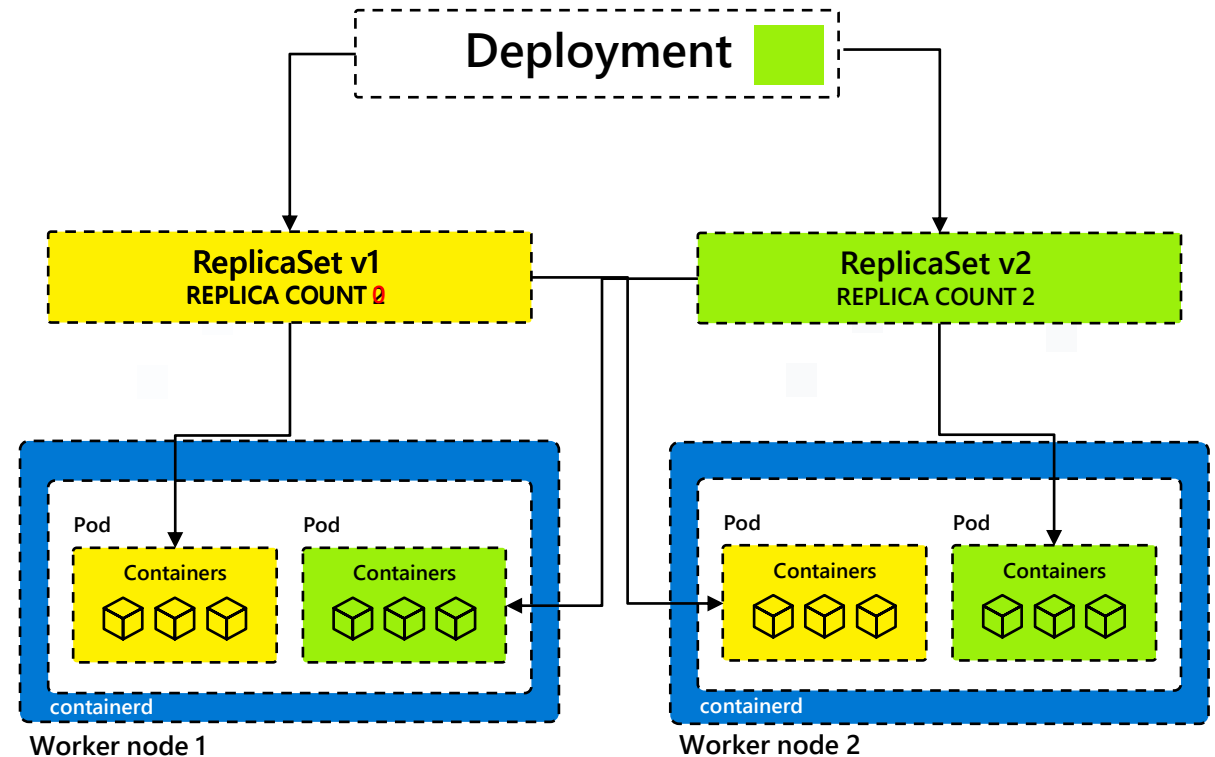 Deployment
ReplicaSet v1
REPLICA COUNT
ReplicaSet v2
REPLICA COUNT 2
Pod
Pod
Containers
Containers
containerd
Worker node 1
Pod
Pod
Containers
Containers
containerd
Worker node 2